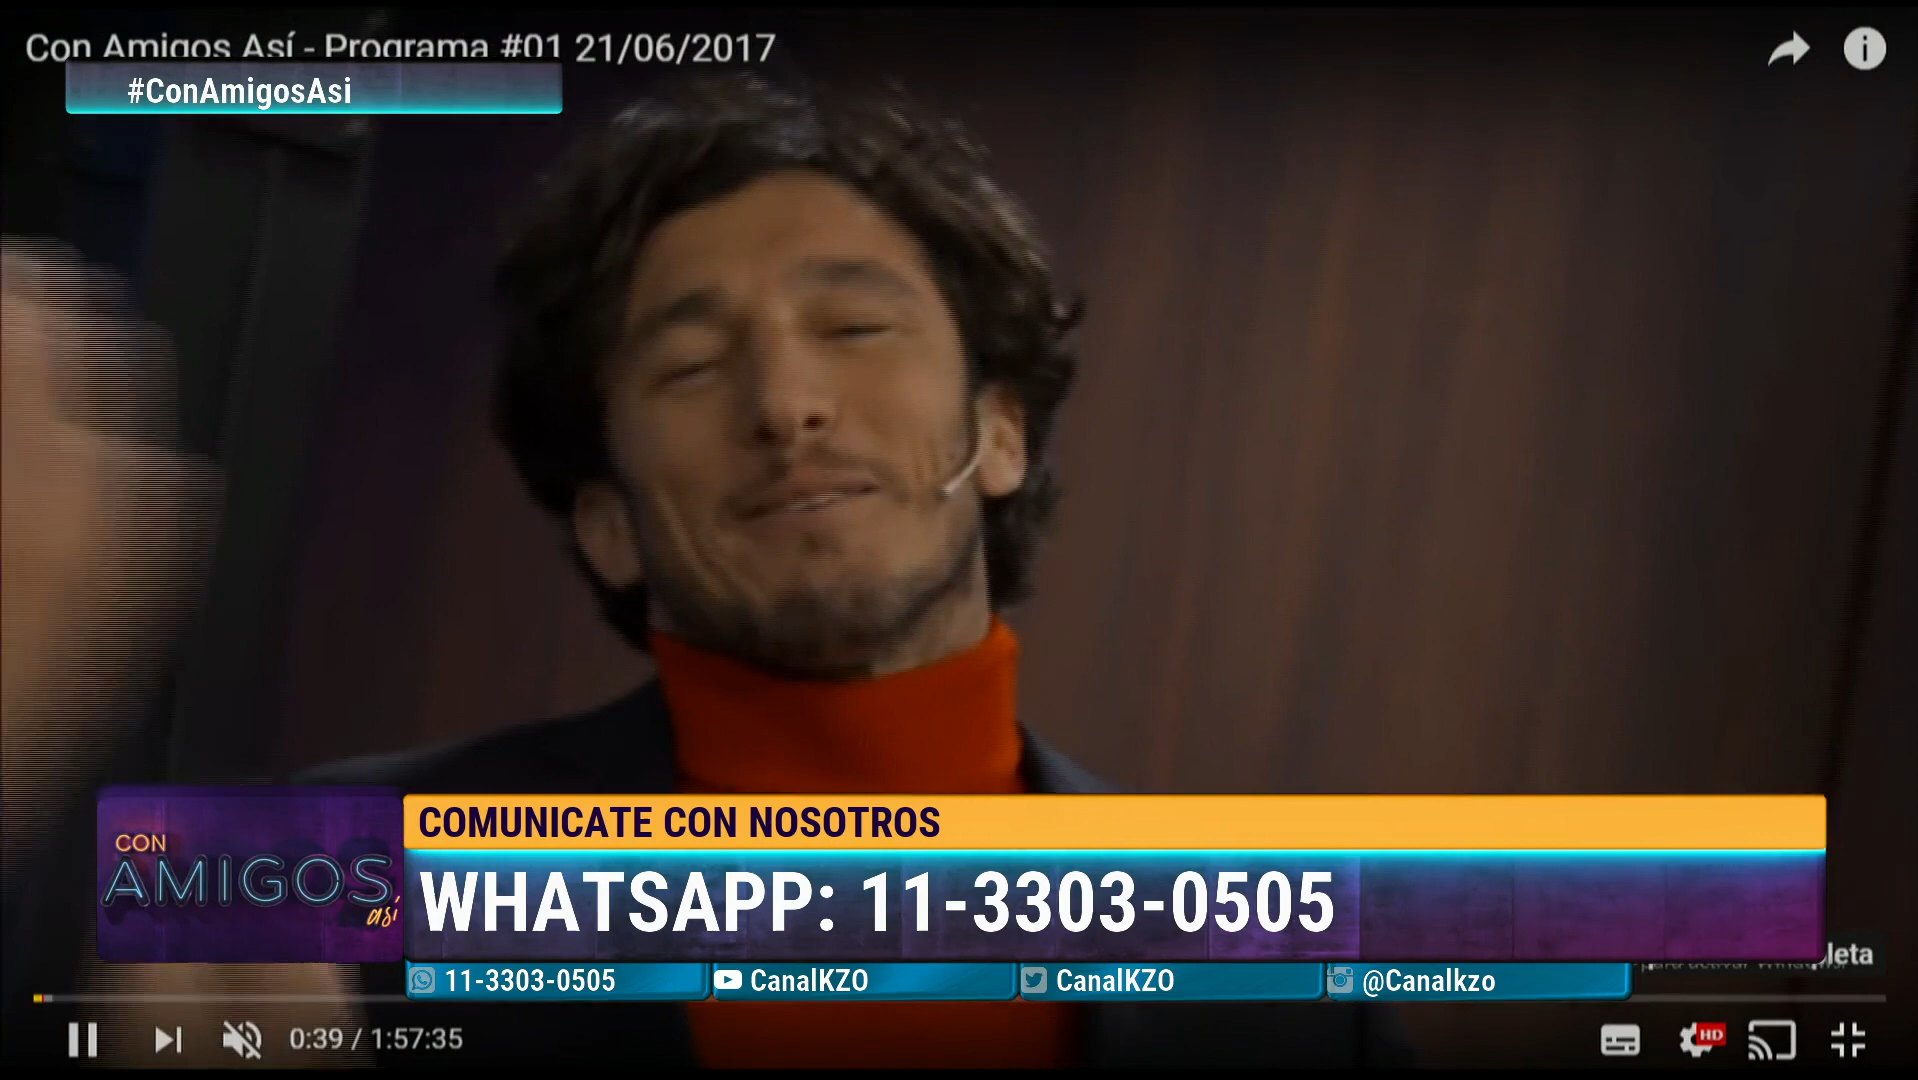 Con Amigos Así - Programa #01 21/06/2017
#ConAmigosAsi
COMUNICATE CON NOSOTROS
CON
AMIGOS
así
WHATSAPP: 11-3303-0505
11-3303-0505
CanalKZO
CanalKZO
@Canalkzo
0:39 / 1:57:35
HD